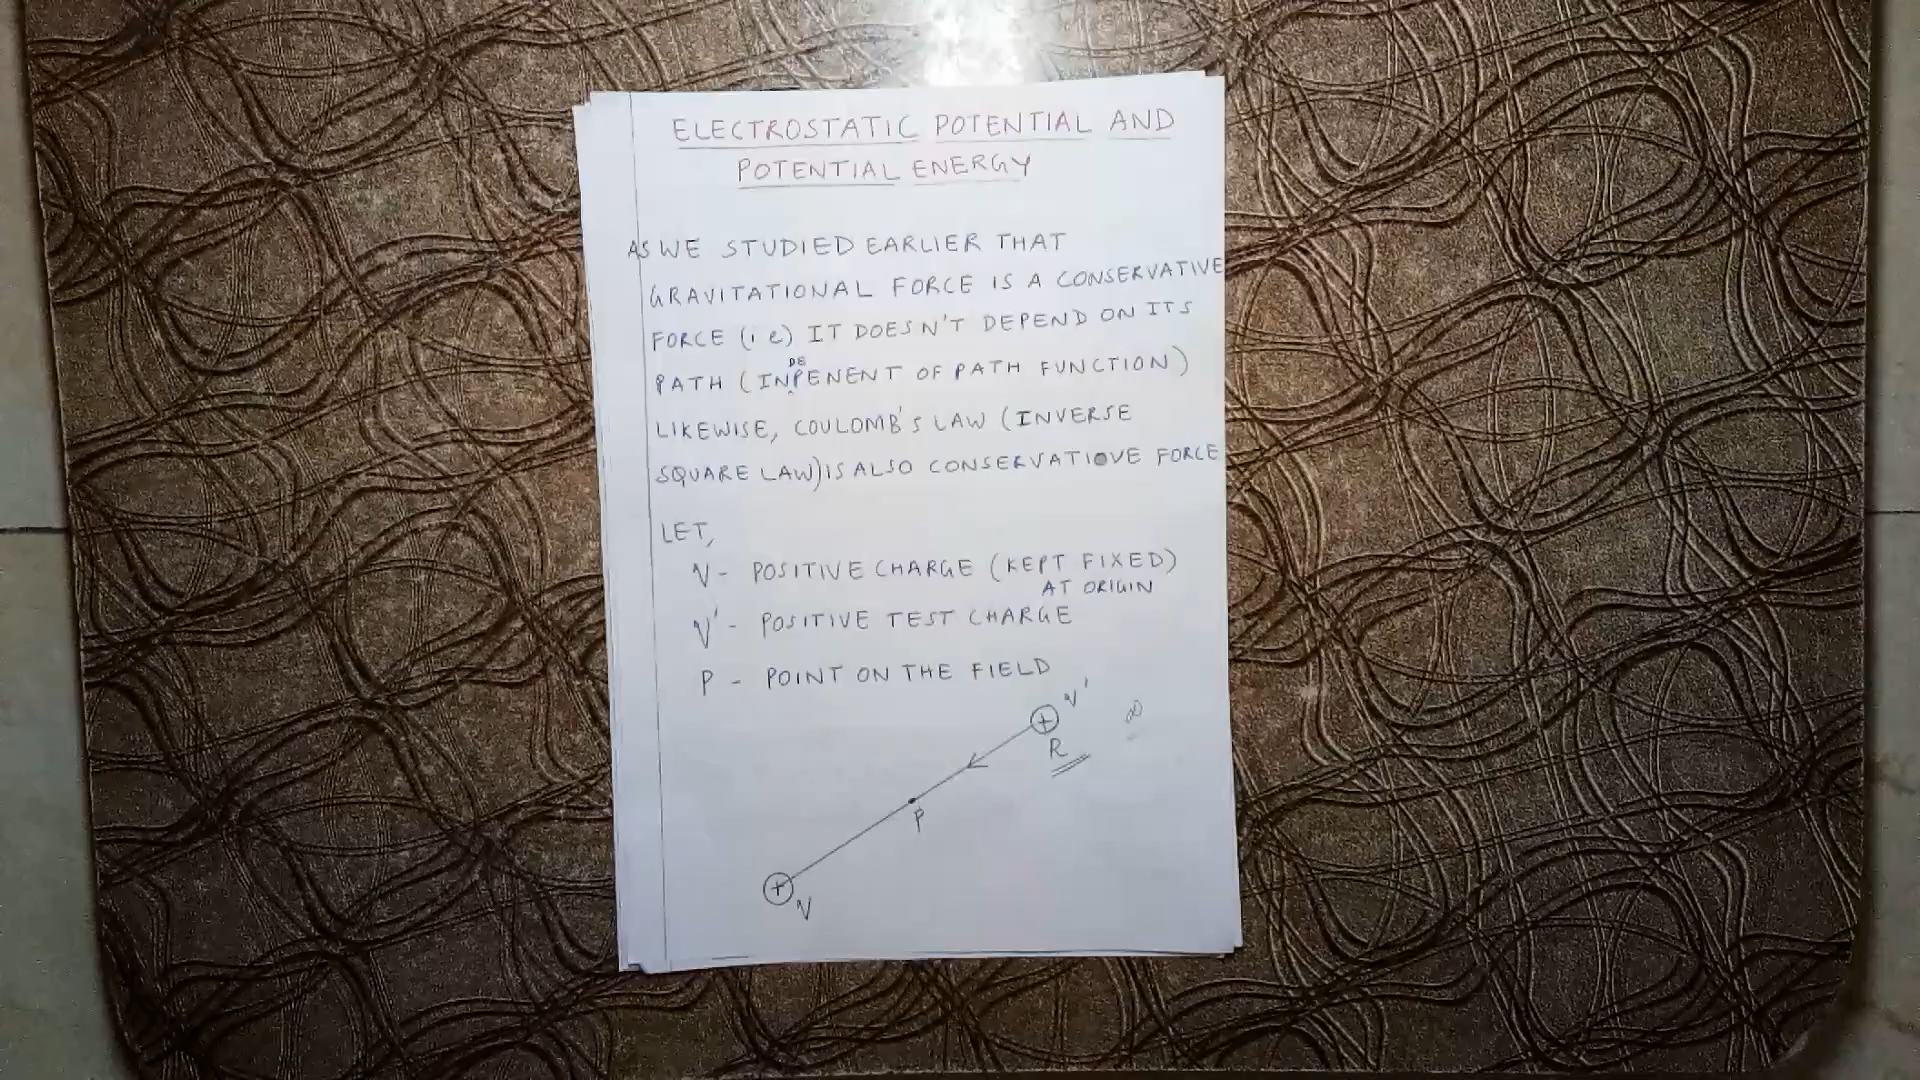 ELECTROSTATIC POTENTIAL AND
POTENTIAL ENERGY
AS WE STUDIED EARLIER THAT
GRAVITATIONAL FORCE IS A CONSERVATIVE
FORCE (i e) IT DOESN'T DEPEND ON ITS
DE
PATH (INPENENT OF PATH FUNCTION)
LIKEWISE, COULOMB'S LAW (INVERSE
SQUARE LAW) IS ALSO CONSERVATIOVE FORCE
LET,
V - POSITIVE CHARGE (KEPT FIXED)
AT ORIGIN
V' - POSITIVE TEST CHARGE
P - POINT ON THE FIELD
+ V' ∞
R
P
+ V